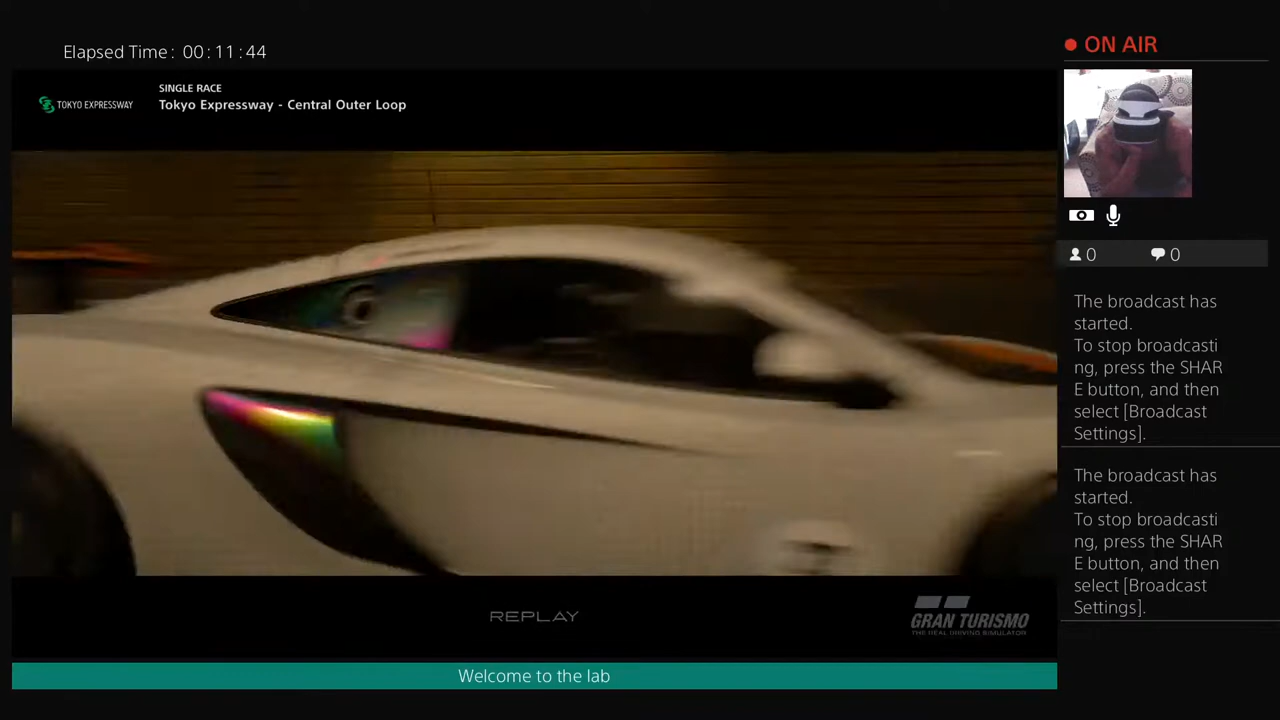 Elapsed Time: 00:11:44
ON AIR
SINGLE RACE
TOKYO EXPRESSWAY
Tokyo Expressway - Central Outer Loop
0
0
The broadcast has
started.
To stop broadcasti
ng, press the SHAR
E button, and then
select [Broadcast
Settings].
The broadcast has
started.
To stop broadcasti
ng, press the SHAR
E button, and then
select [Broadcast
Settings].
REPLAY
GRAN TURISMO
THE REAL DRIVING SIMULATOR
Welcome to the lab